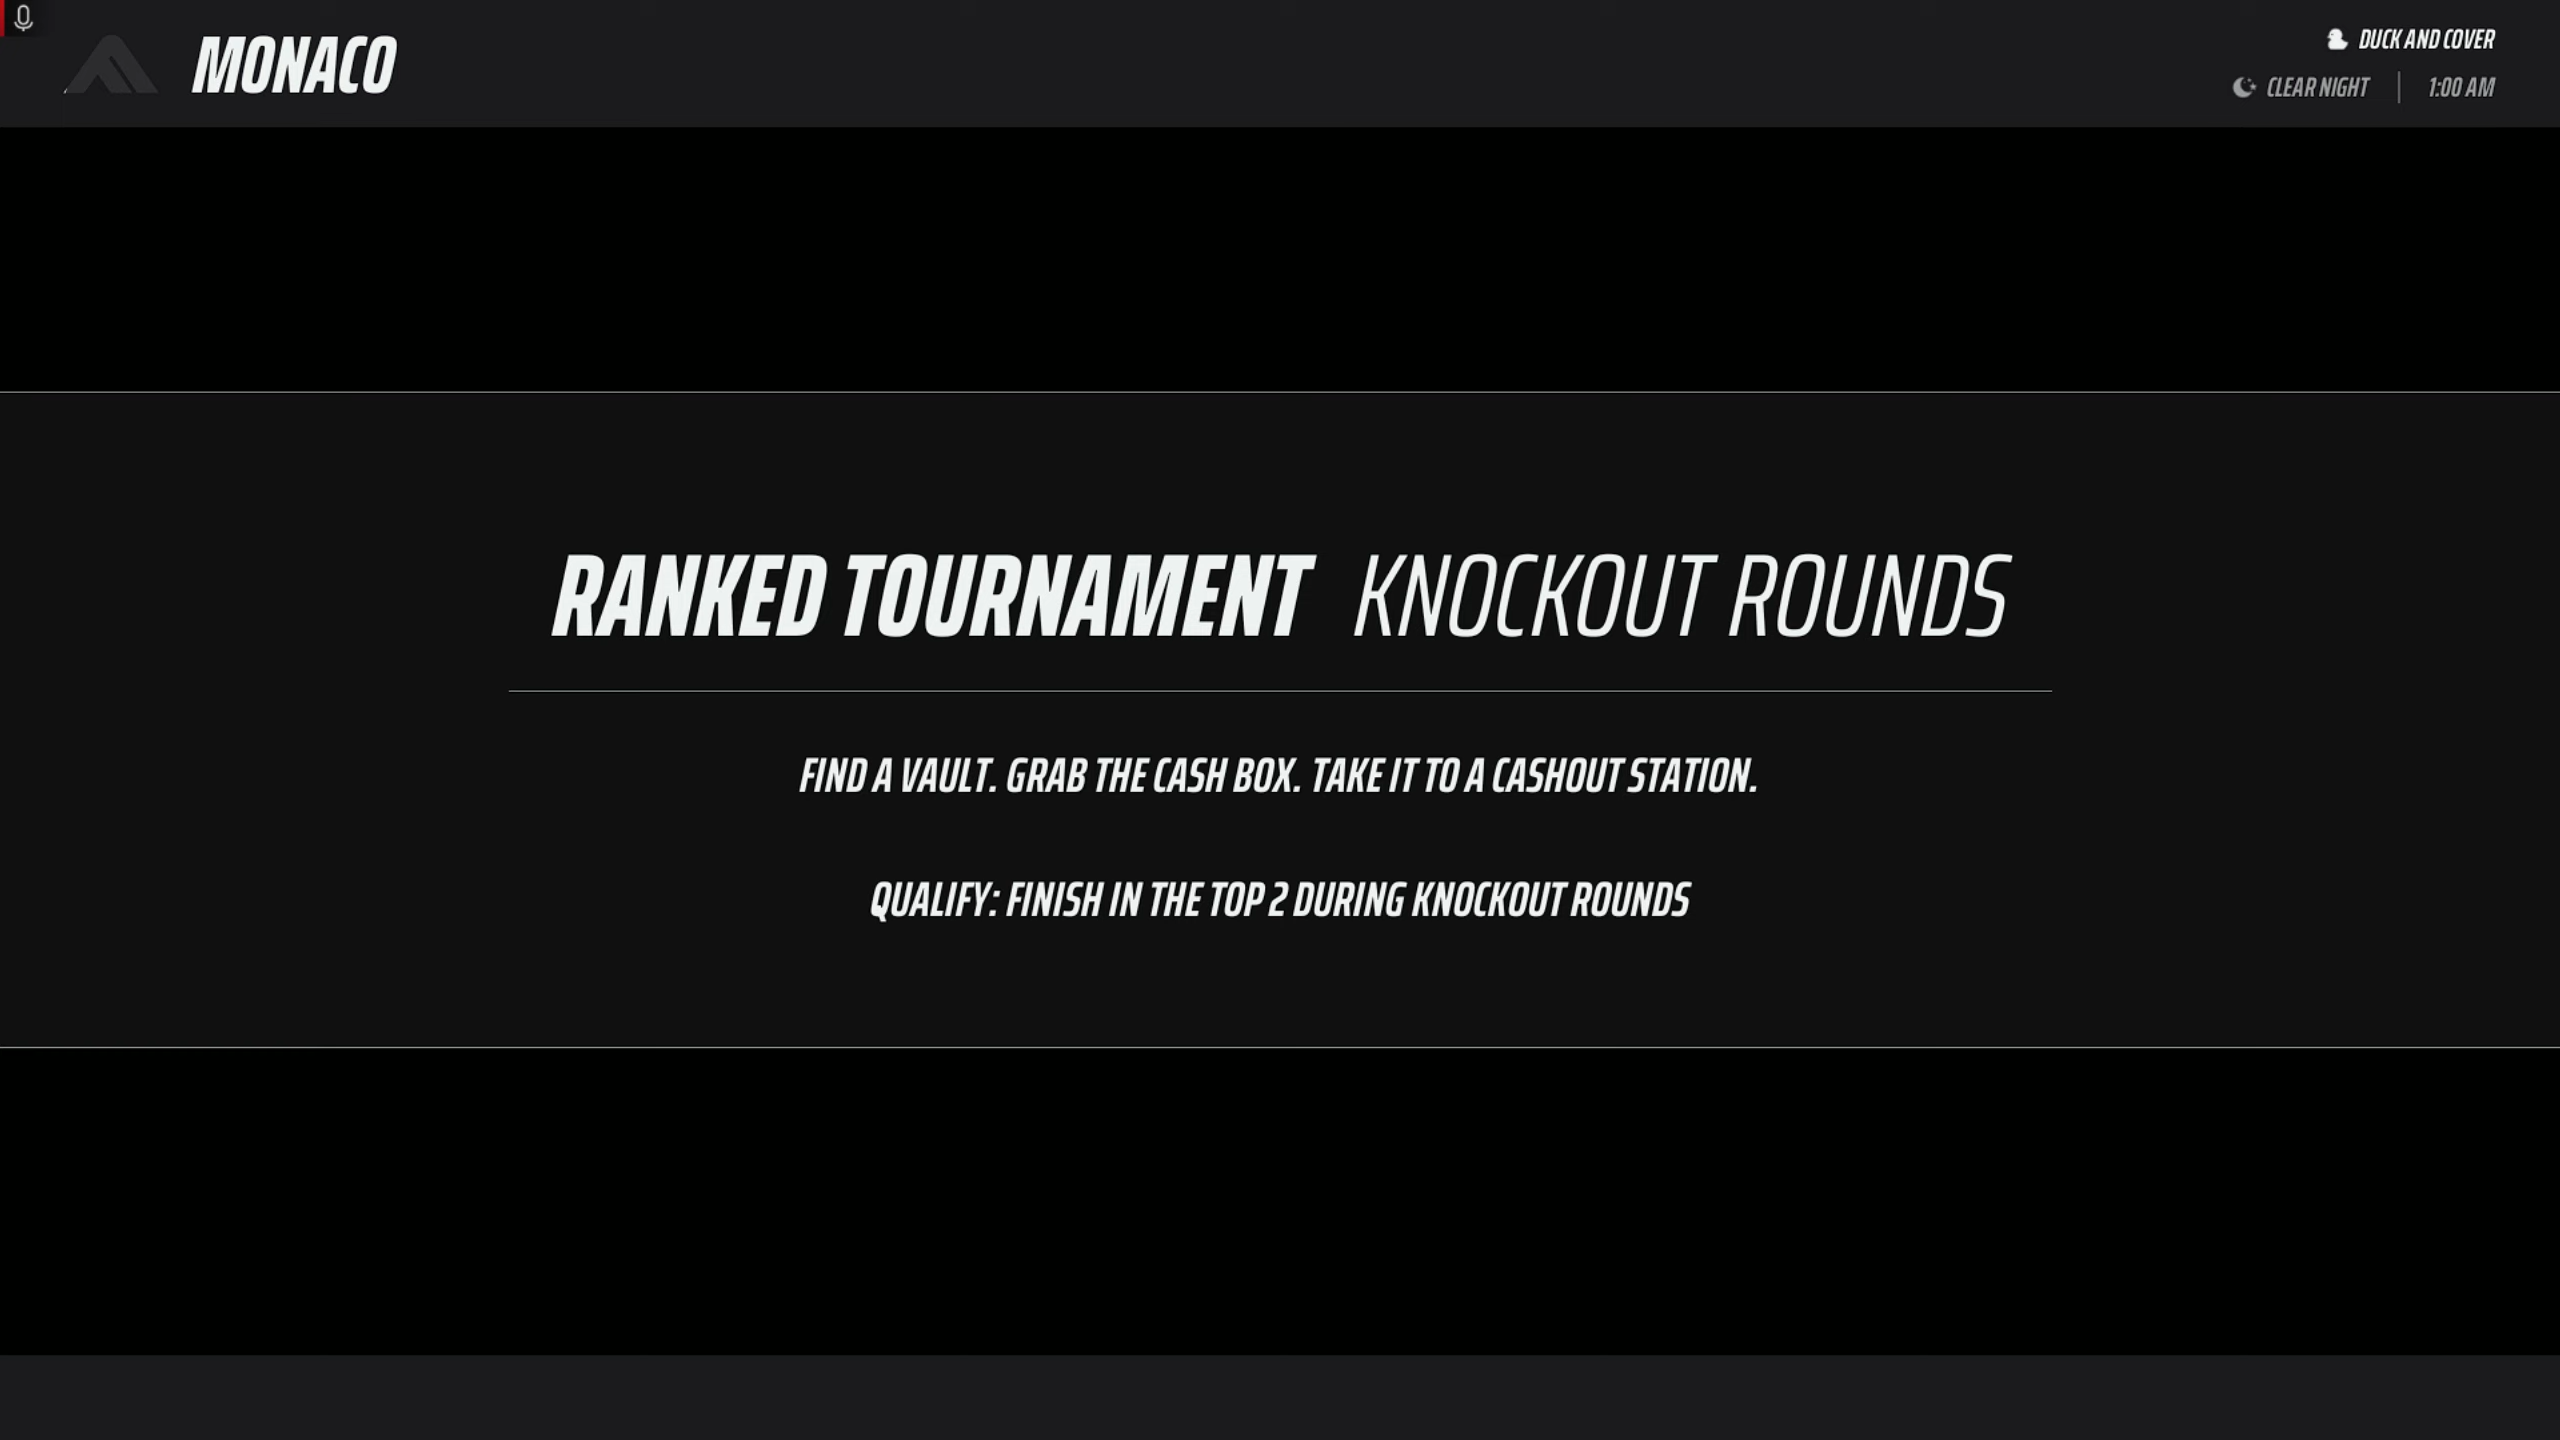 MONACO
DUCK AND COVER
CLEAR NIGHT | 1:00 AM
RANKED TOURNAMENT KNOCKOUT ROUNDS
FIND A VAULT. GRAB THE CASH BOX. TAKE IT TO A CASHOUT STATION.
QUALIFY: FINISH IN THE TOP 2 DURING KNOCKOUT ROUNDS